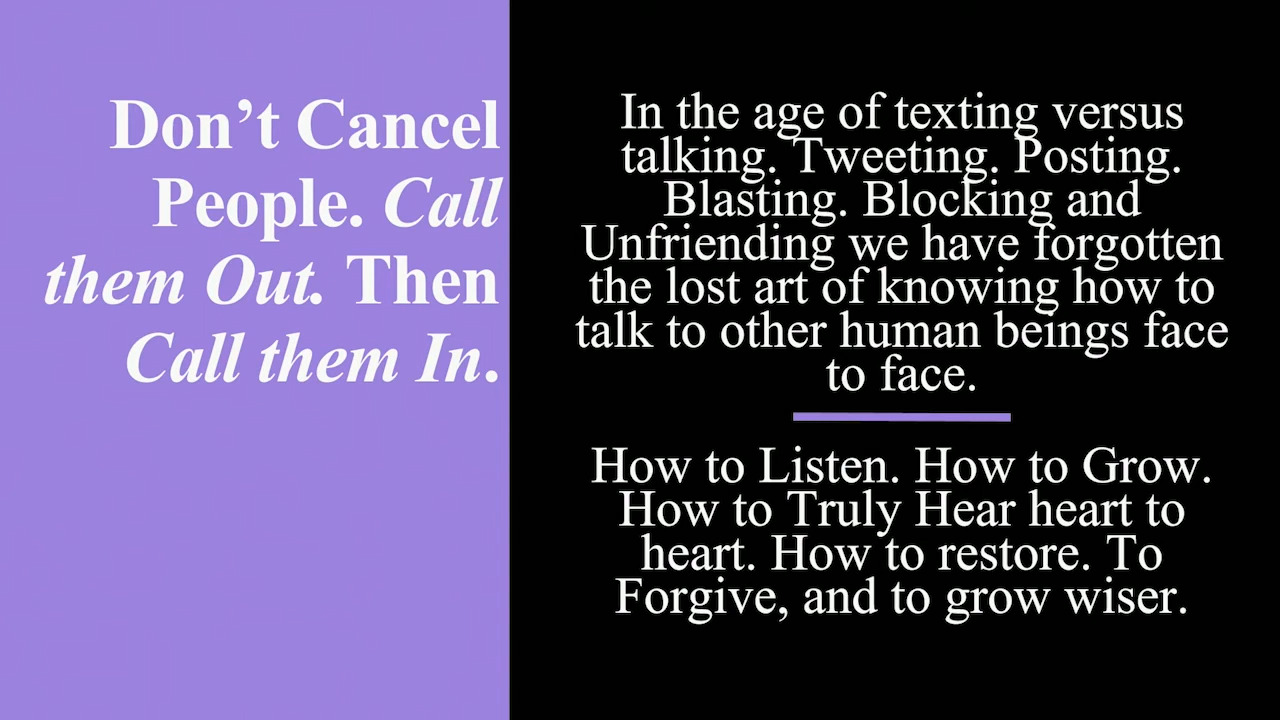 Don’t Cancel
People. Call
them Out. Then
Call them In.
In the age of texting versus
talking. Tweeting. Posting.
Blasting. Blocking and
Unfriending we have forgotten
the lost art of knowing how to
talk to other human beings face
to face.
How to Listen. How to Grow.
How to Truly Hear heart to
heart. How to restore. To
Forgive, and to grow wiser.